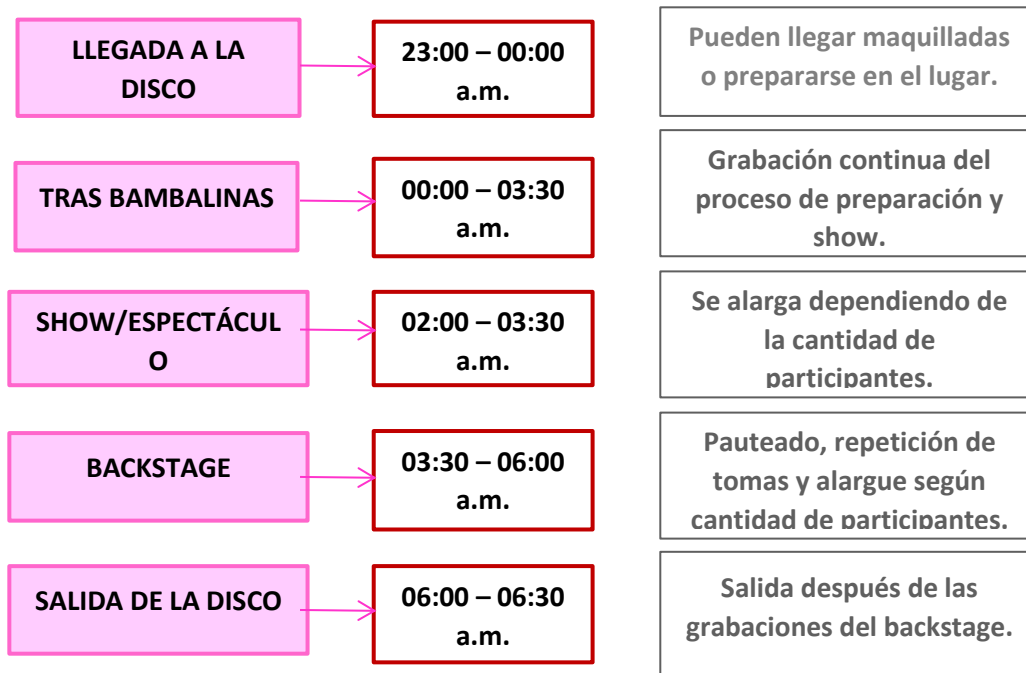 LLEGADA A LA
DISCO
23:00 – 00:00
a.m.
Pueden llegar maquilladas
o prepararse en el lugar.
TRAS BAMBALINAS
00:00 – 03:30
a.m.
Grabación continua del
proceso de preparación y
show.
SHOW/ESPECTÁCUL
O
02:00 – 03:30
a.m.
Se alarga dependiendo de
la cantidad de
participantes.
BACKSTAGE
03:30 – 06:00
a.m.
Pauteado, repetición de
tomas y alargue según
cantidad de participantes.
SALIDA DE LA DISCO
06:00 – 06:30
a.m.
Salida después de las
grabaciones del backstage.